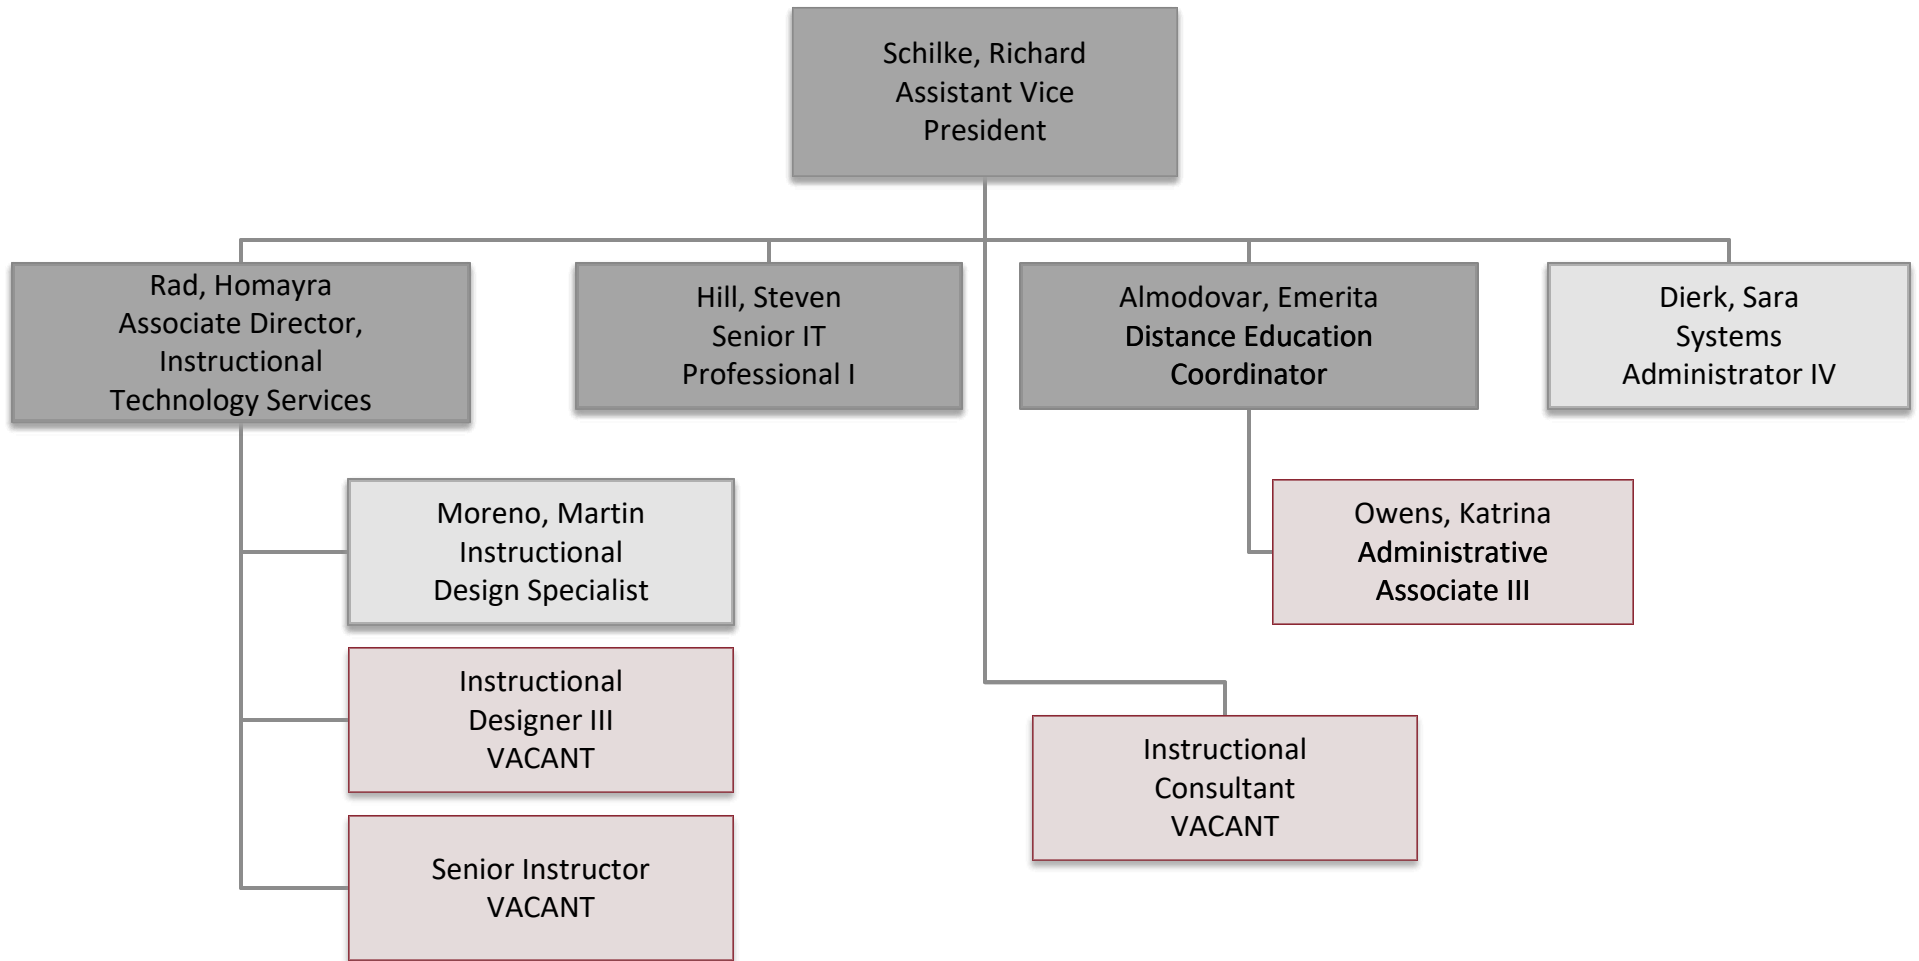 Schilke, Richard
Assistant Vice
President
Rad, Homayra
Associate Director,
Instructional
Technology Services
Hill, Steven
Senior IT
Professional I
Almodovar, Emerita
Distance Education
Coordinator
Dierk, Sara
Systems
Administrator IV
Moreno, Martin
Instructional
Design Specialist
Owens, Katrina
Administrative
Associate III
Instructional
Designer III
VACANT
Instructional
Consultant
VACANT
Senior Instructor
VACANT